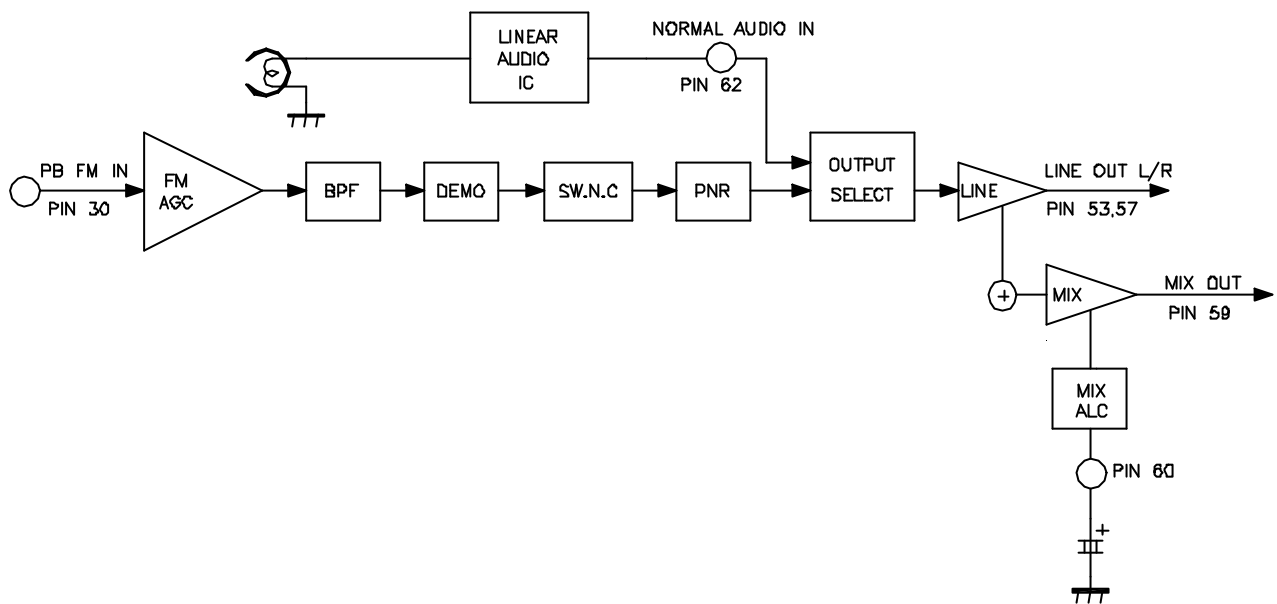 LINEAR
AUDIO
IC
NORMAL AUDIO IN
PIN 62
PB FM IN
PIN 30
FM
AGC
BPF
DEMO
SW.N.C
PNR
OUTPUT
SELECT
LINE
LINE OUT L/R
PIN 53,57
+
MIX
MIX OUT
PIN 59
MIX
ALC
PIN 60
+